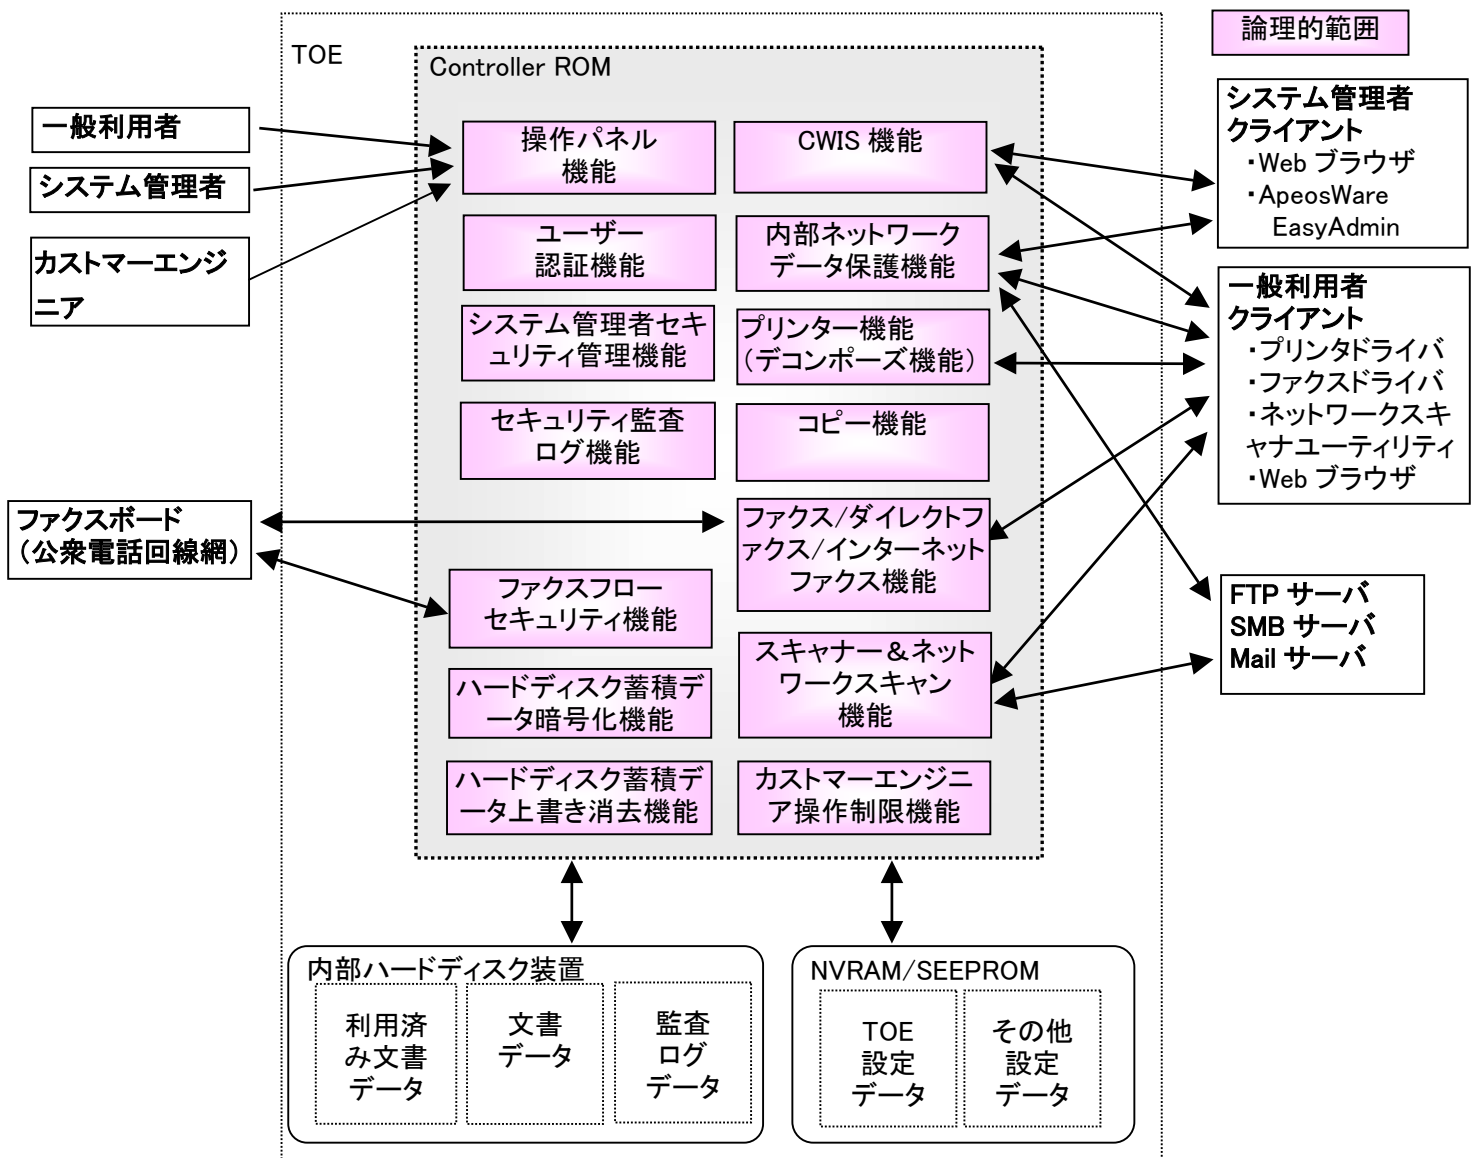 論理的範囲
TOE
Controller ROM
一般利用者
システム管理者
カストマーエンジ
ニア
ファクスボード
（公衆電話回線網）
操作パネル
機能
ユーザー
認証機能
システム管理者セキ
ュリティ管理機能
セキュリティ監査
ログ機能
ファクスフロー
セキュリティ機能
ハードディスク蓄積デ
ータ暗号化機能
ハードディスク蓄積デ
ータ上書き消去機能
CWIS 機能
内部ネットワーク
データ保護機能
プリンター機能
（デコンポーズ機能）
コピー機能
ファクス/ダイレクトフ
ァクス/インターネット
ファクス機能
スキャナー＆ネット
ワークスキャン
機能
カストマーエンジニ
ア操作制限機能
システム管理者
クライアント
・Web ブラウザ
・ApeosWare
EasyAdmin
一般利用者
クライアント
・プリンタドライバ
・ファクスドライバ
・ネットワークスキ
ャナユーティリティ
・Web ブラウザ
FTP サーバ
SMB サーバ
Mail サーバ
内部ハードディスク装置
利用済
み文書
データ
文書
データ
監査
ログ
データ
NVRAM/SEEPROM
TOE
設定
データ
その他
設定
データ